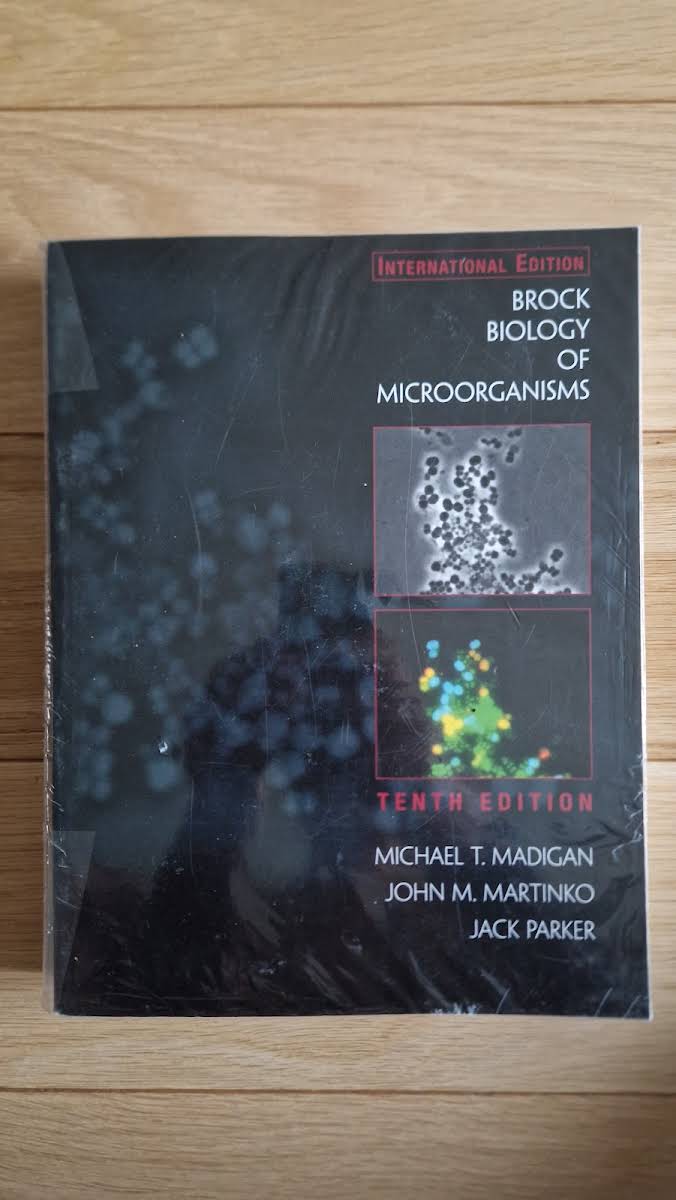 INTERNATIONAL EDITION
BROCK
BIOLOGY
OF
MICROORGANISMS
TENTH EDITION
MICHAEL T. MADIGAN
JOHN M. MARTINKO
JACK PARKER